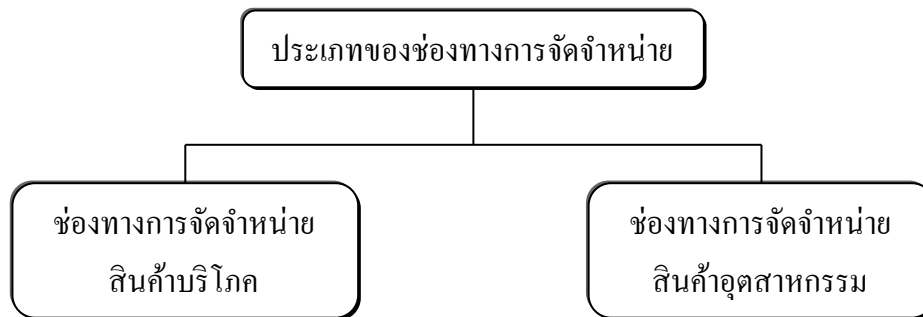 ประเภทของช่องทางการจัดจำหน่าย
ช่องทางการจัดจำหน่าย
สินค้าบริโภค
ช่องทางการจัดจำหน่าย
สินค้าอุตสาหกรรม